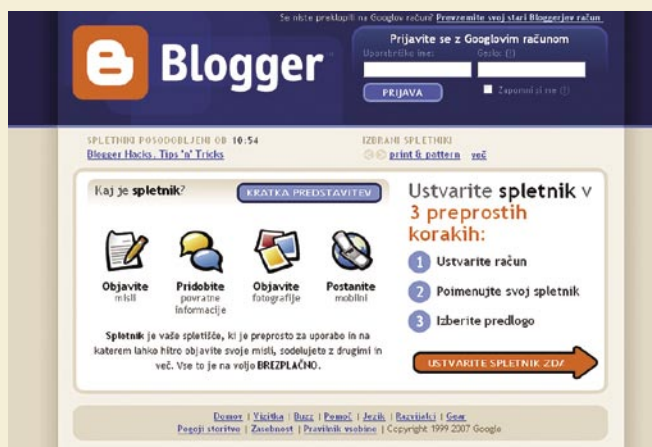 Še niste preklopili na Googlov račun? Prevzemite svoj stari Bloggerjev račun
Blogger
Prijavite se z Googlovim računom
Uporabniško ime:
Geslo: (?)
PRIJAVA
Zapomni si me (?)
SPLETNIKI POSODOBLJENI OB 10:54
Blogger Hacks, Tips 'n' Tricks
IZBRANI SPLETNIKI
print & pattern več
Kaj je spletnik?
KRATKA PREDSTAVITEV
Objavite
misli
Pridobite
povratne
informacije
Objavite
fotografije
Postanite
mobilni
Spletnik je vaše spletišče, ki je preprosto za uporabo in na
katerem lahko hitro objavite svoje misli, sodelujete z drugimi in
več. Vse to je na voljo BREZPLAČNO.
Ustvarite spletnik v
3 preprostih
korakih:
1 Ustvarite račun
2 Poimenujte svoj spletnik
3 Izberite predlogo
USTVARITE SPLETNIK ZDA
Domov | Vizitka | Buzz | Pomoč | Jezik | Razvijalci | Gear
Pogoji storitve | Zasebnost | Pravilnik vsebine | Copyright 1999 2007 Google